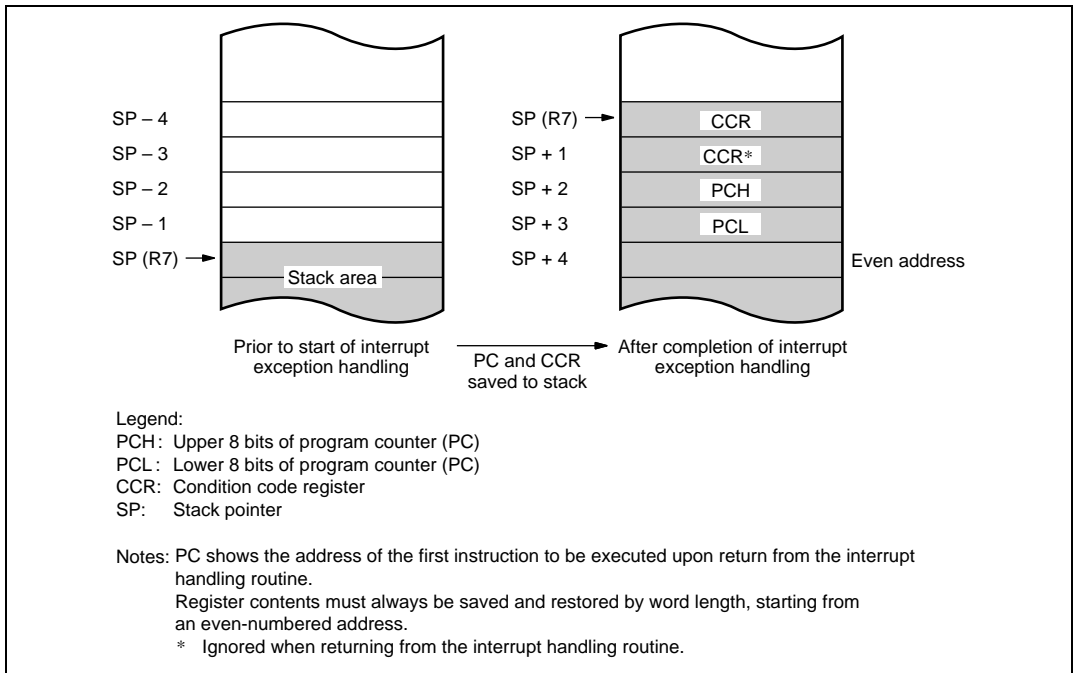 SP – 4
SP – 3
SP – 2
SP – 1
SP (R7)
Stack area
SP (R7)
SP + 1
SP + 2
SP + 3
SP + 4
CCR
CCR*
PCH
PCL
Even address
Prior to start of interrupt
exception handling
PC and CCR
saved to stack
After completion of interrupt
exception handling
Legend:
PCH: Upper 8 bits of program counter (PC)
PCL: Lower 8 bits of program counter (PC)
CCR: Condition code register
SP: Stack pointer
Notes: PC shows the address of the first instruction to be executed upon return from the interrupt
handling routine.
Register contents must always be saved and restored by word length, starting from
an even-numbered address.
* Ignored when returning from the interrupt handling routine.